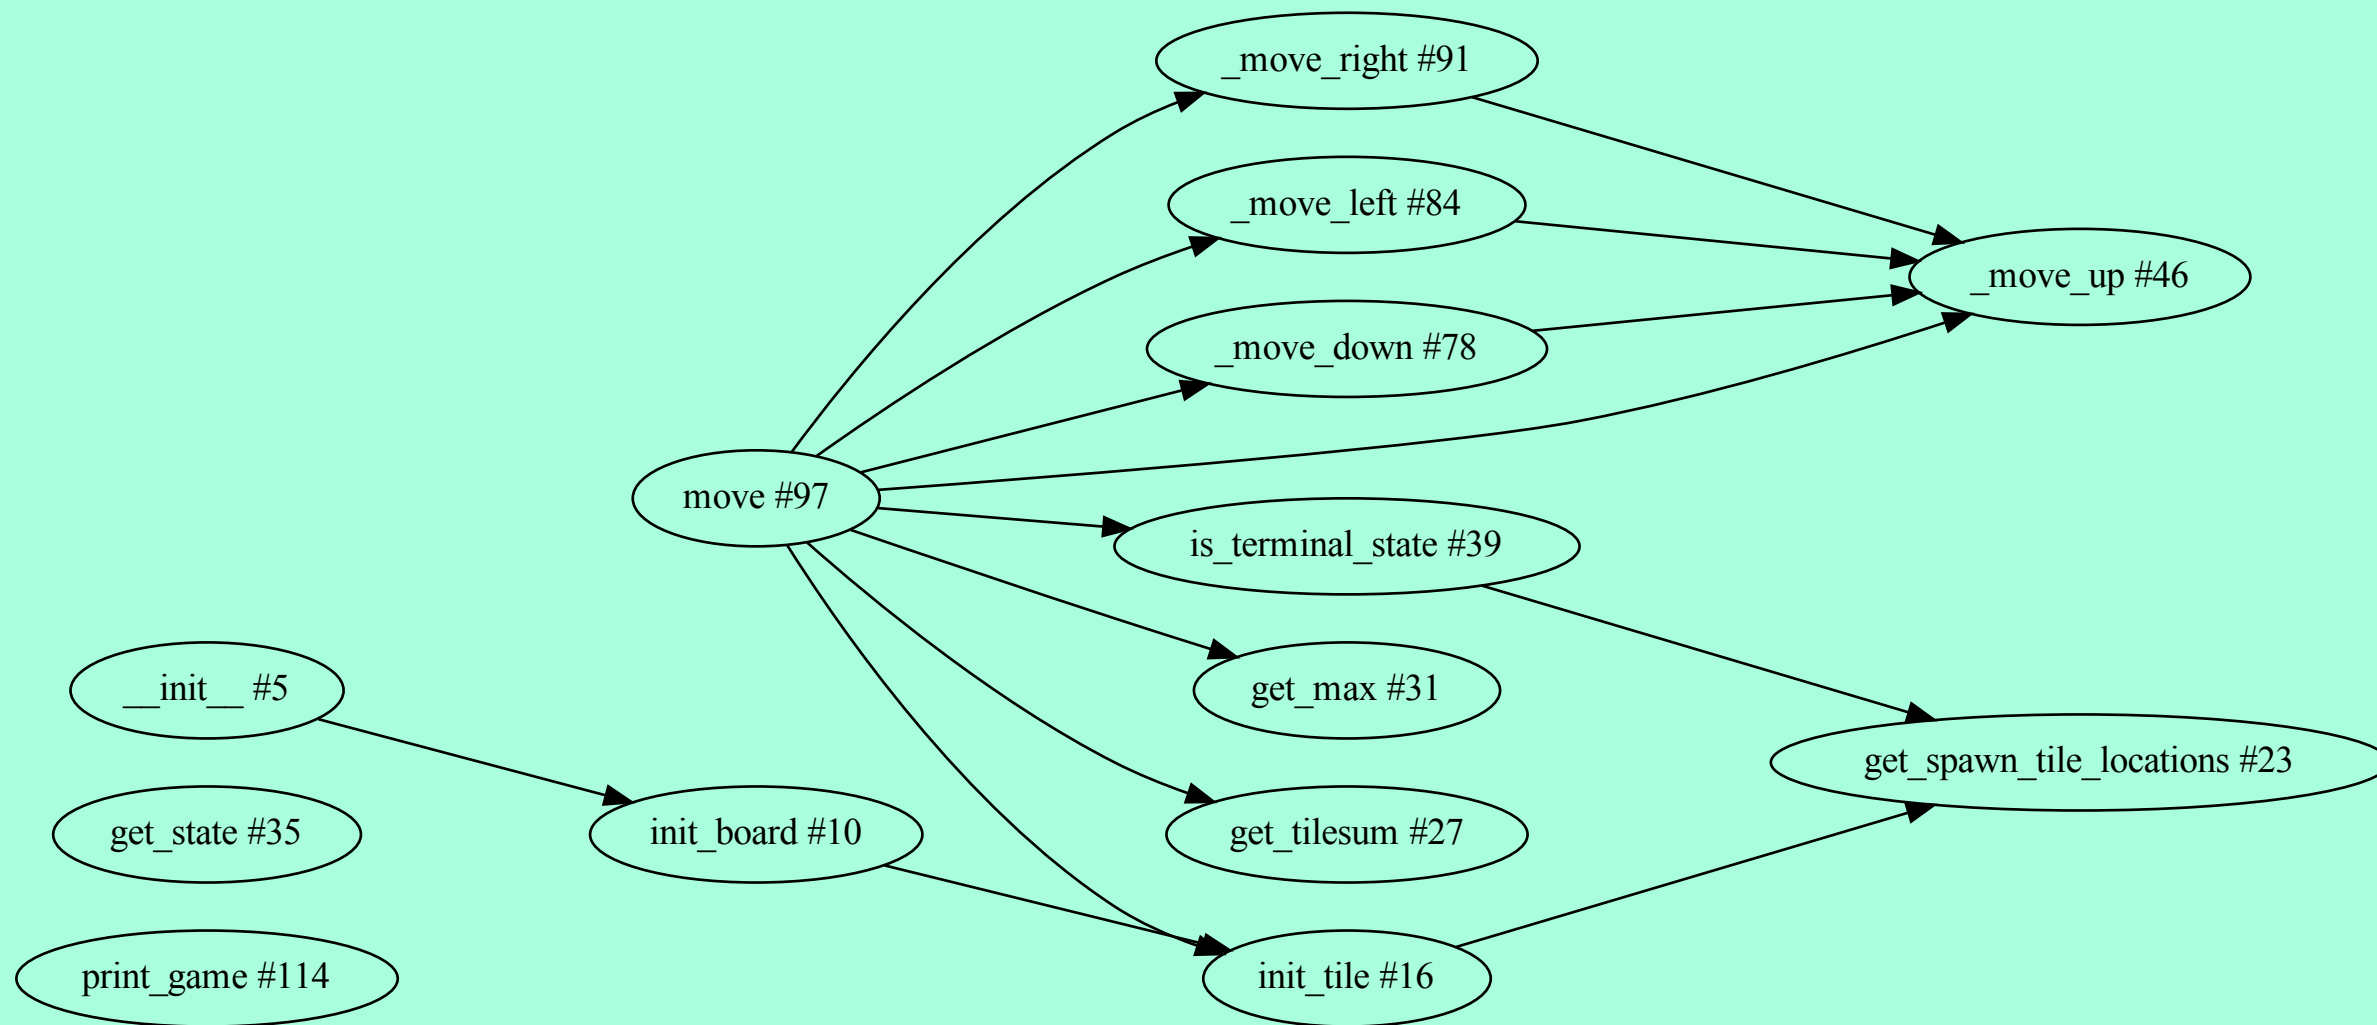 _move_right #91
_move_left #84
_move_up #46
_move_down #78
move #97
is_terminal_state #39
__init__ #5
get_max #31
get_spawn_tile_locations #23
get_state #35
init_board #10
get_tilesum #27
print_game #114
init_tile #16